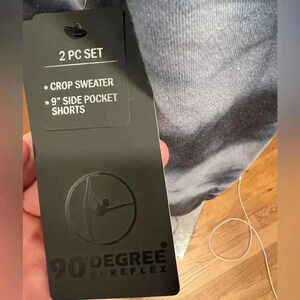 2 PC SET
• CROP SWEATER
• 9" SIDE POCKET
SHORTS
90°DEGREE
BY REFLEX